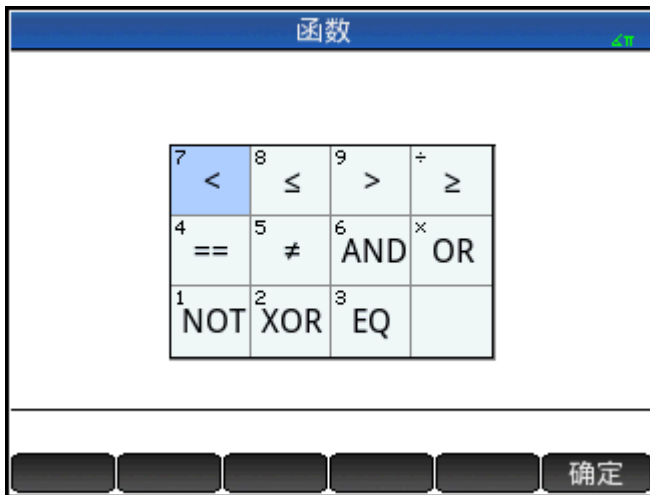 函数
∠π
7 < 8 ≤ 9 > ÷ ≥
4 == 5 ≠ 6 AND × OR
1 NOT 2 XOR 3 EQ
确定